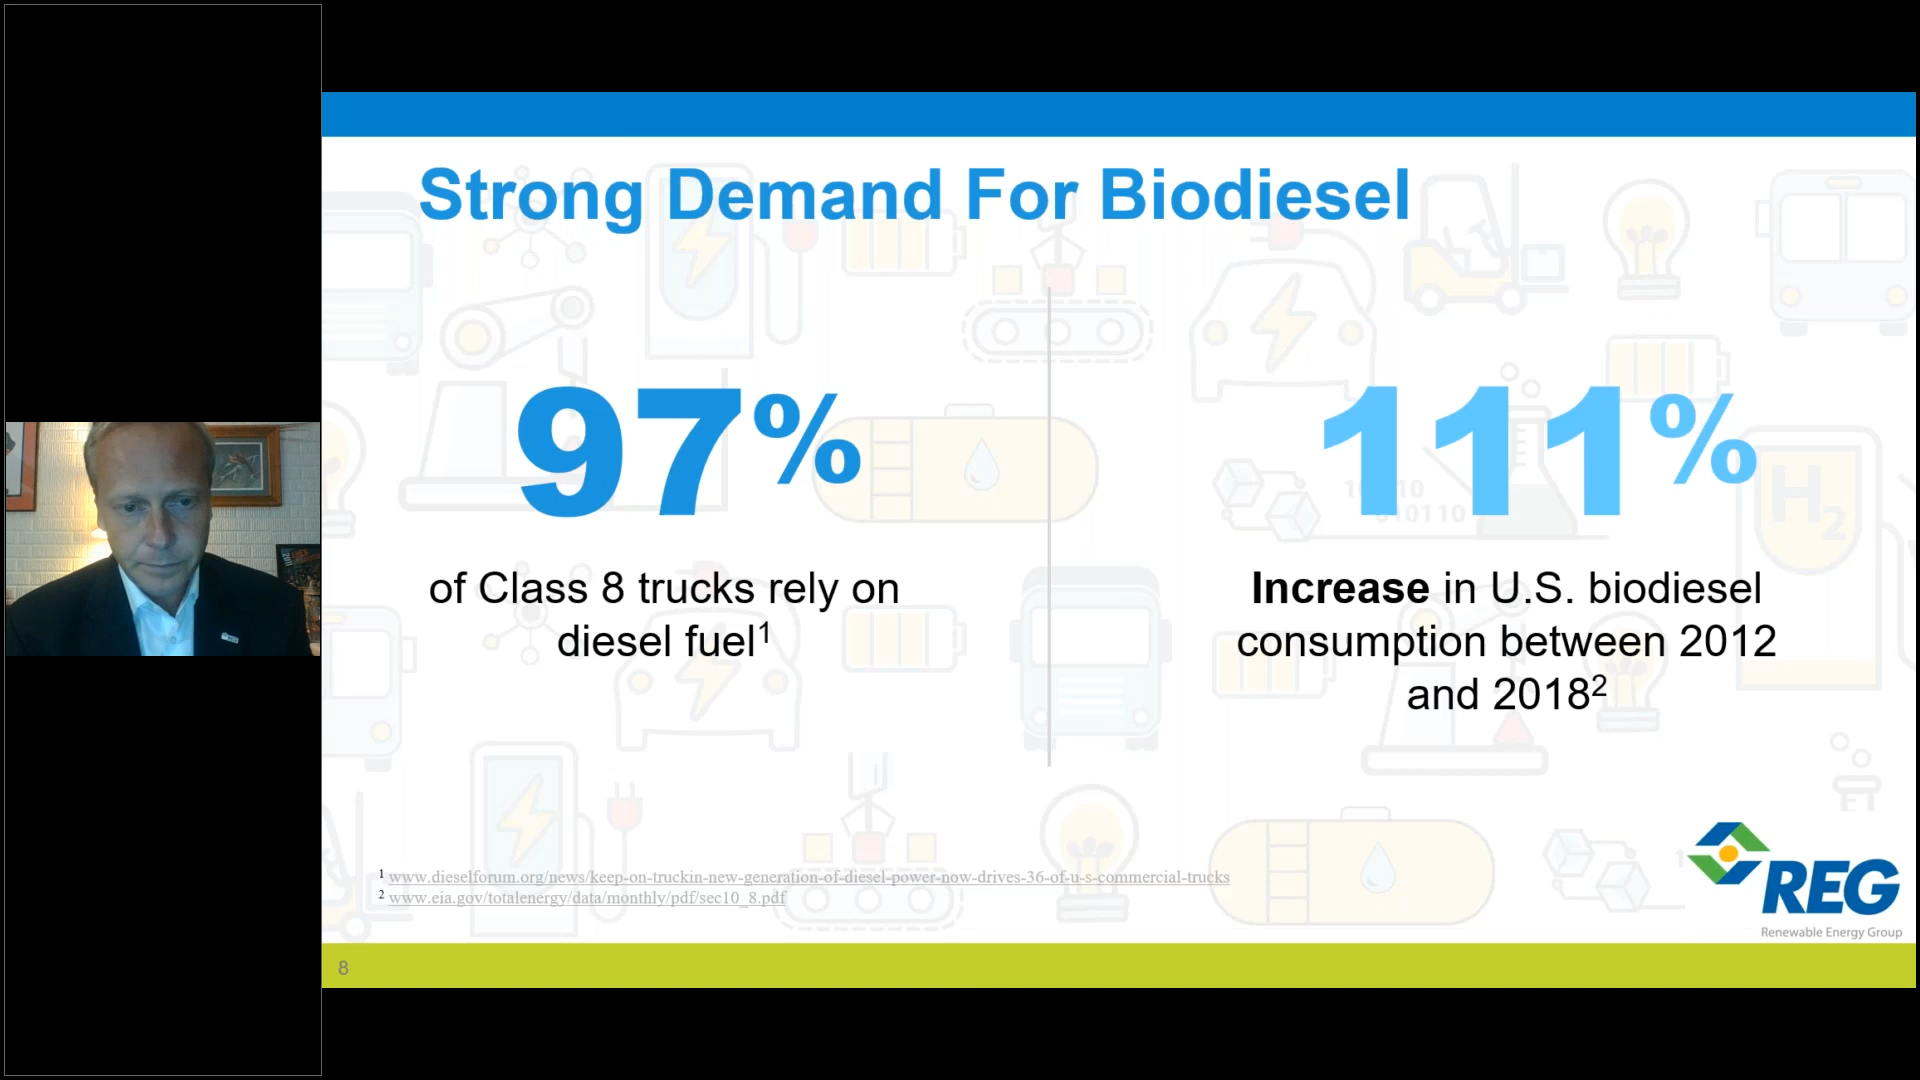 Strong Demand For Biodiesel
97%
of Class 8 trucks rely on
diesel fuel¹
111%
Increase in U.S. biodiesel
consumption between 2012
and 2018²
H₂
010110
¹ www.dieselforum.org/news/keep-on-truckin-new-generation-of-diesel-power-now-drives-36-of-u-s-commercial-trucks
² www.eia.gov/totalenergy/data/monthly/pdf/sec10_8.pdf
REG
Renewable Energy Group
8